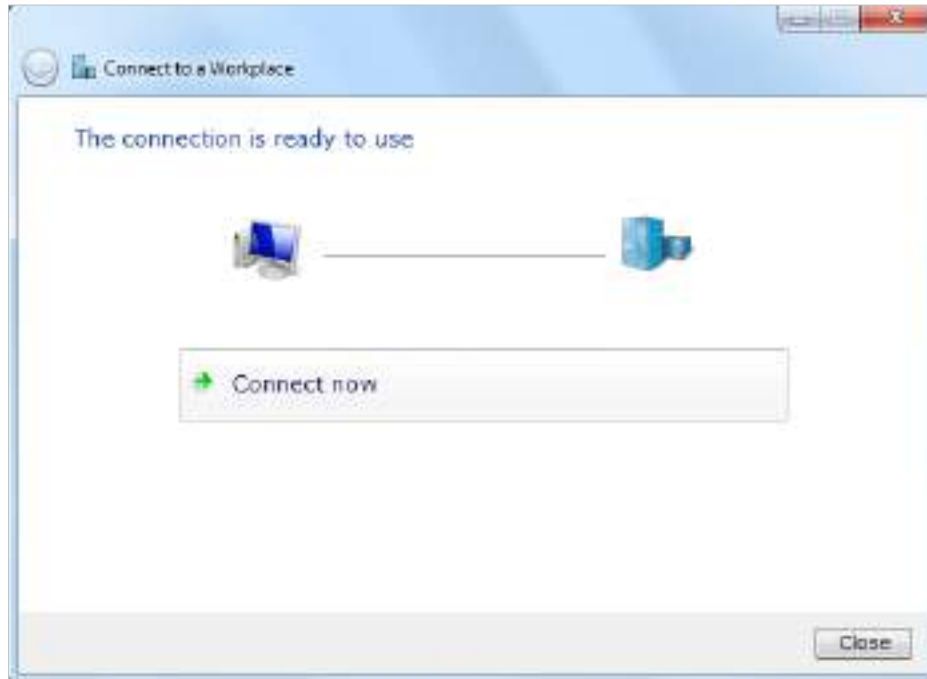 Connect to a Workplace
The connection is ready to use
Connect now
Close